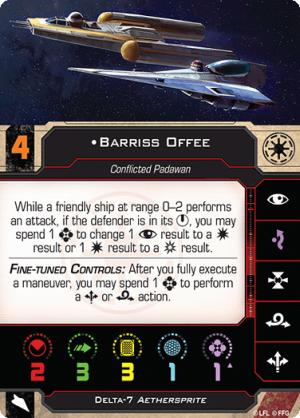 4
•Barriss Offee
Conflicted Padawan
While a friendly ship at range 0–2 performs
an attack, if the defender is in its , you may
spend 1 to change 1 result to a
result or 1 result to a result.
Fine-tuned Controls: After you fully execute
a maneuver, you may spend 1 to perform
a or action.
2 3 3 1 1
Delta-7 Aethersprite
©LFL ©FFG